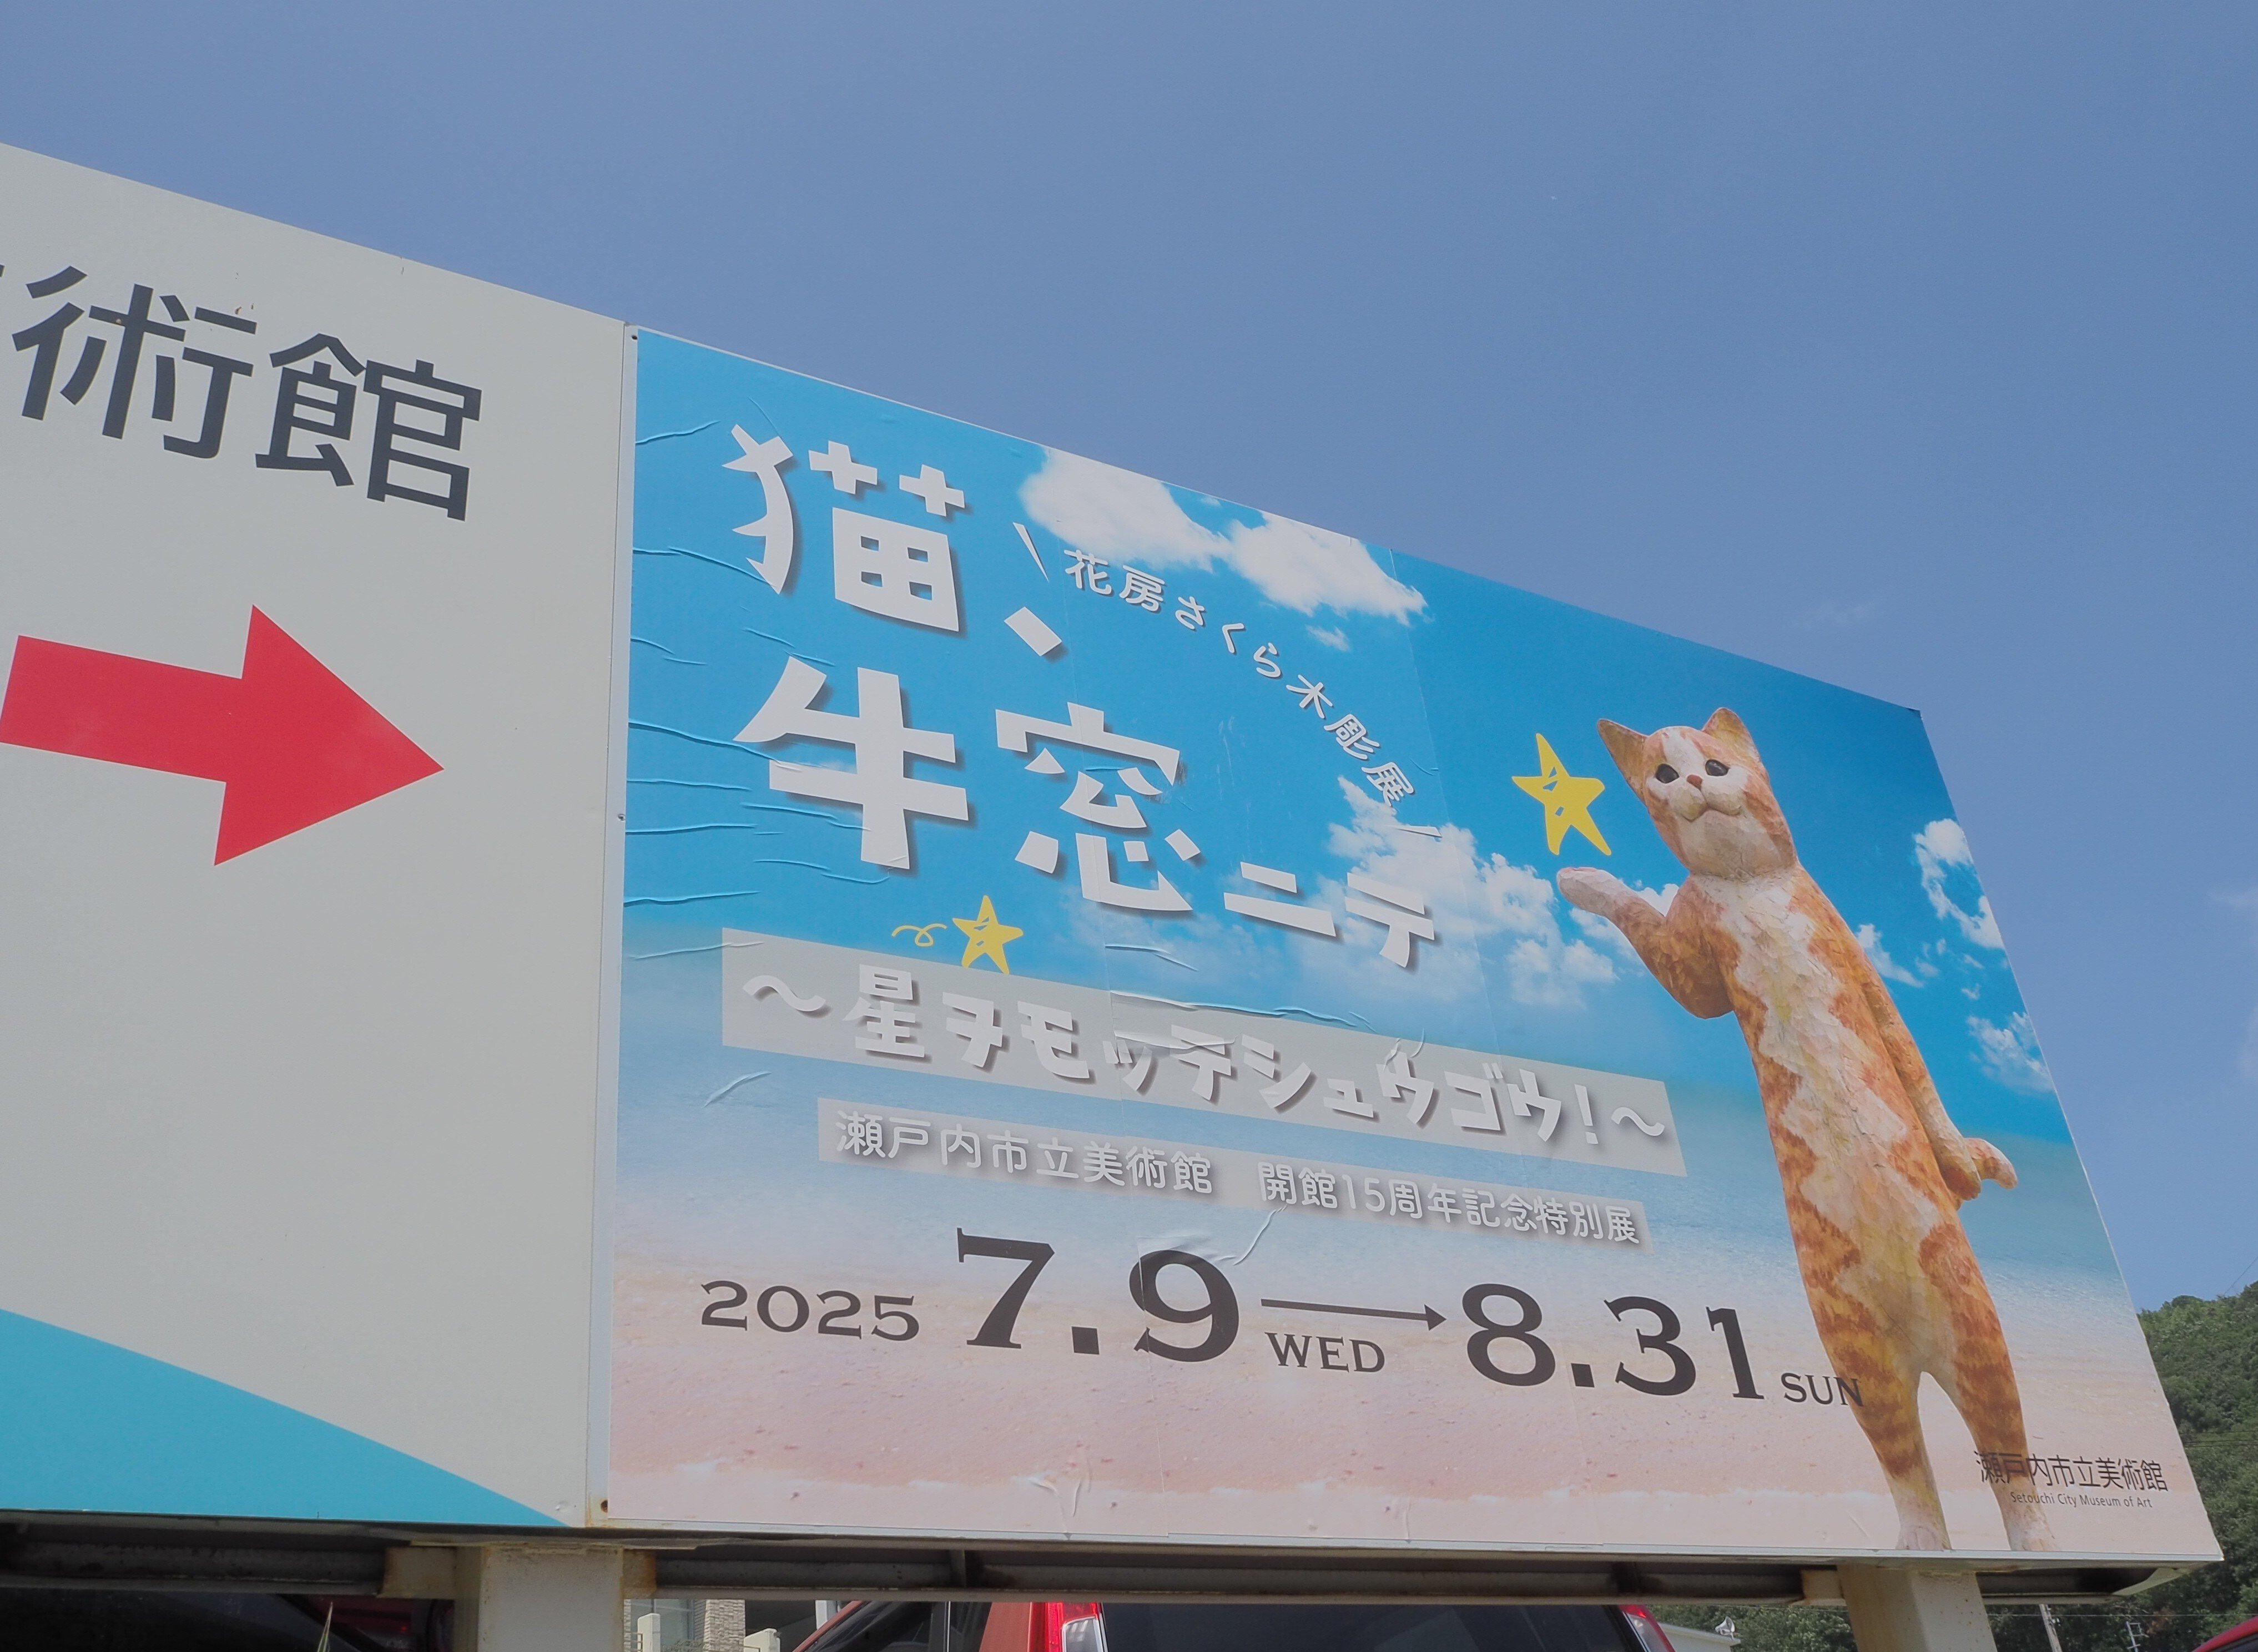 術館
猫、
牛窓ニテ
花房さくら木彫展
～星ヲモッテシュウゴウ！～
瀬戸内市立美術館 開館15周年記念特別展
2025 7.9 WED 8.31 SUN
瀬戸内市立美術館
Setouchi City Museum of Art